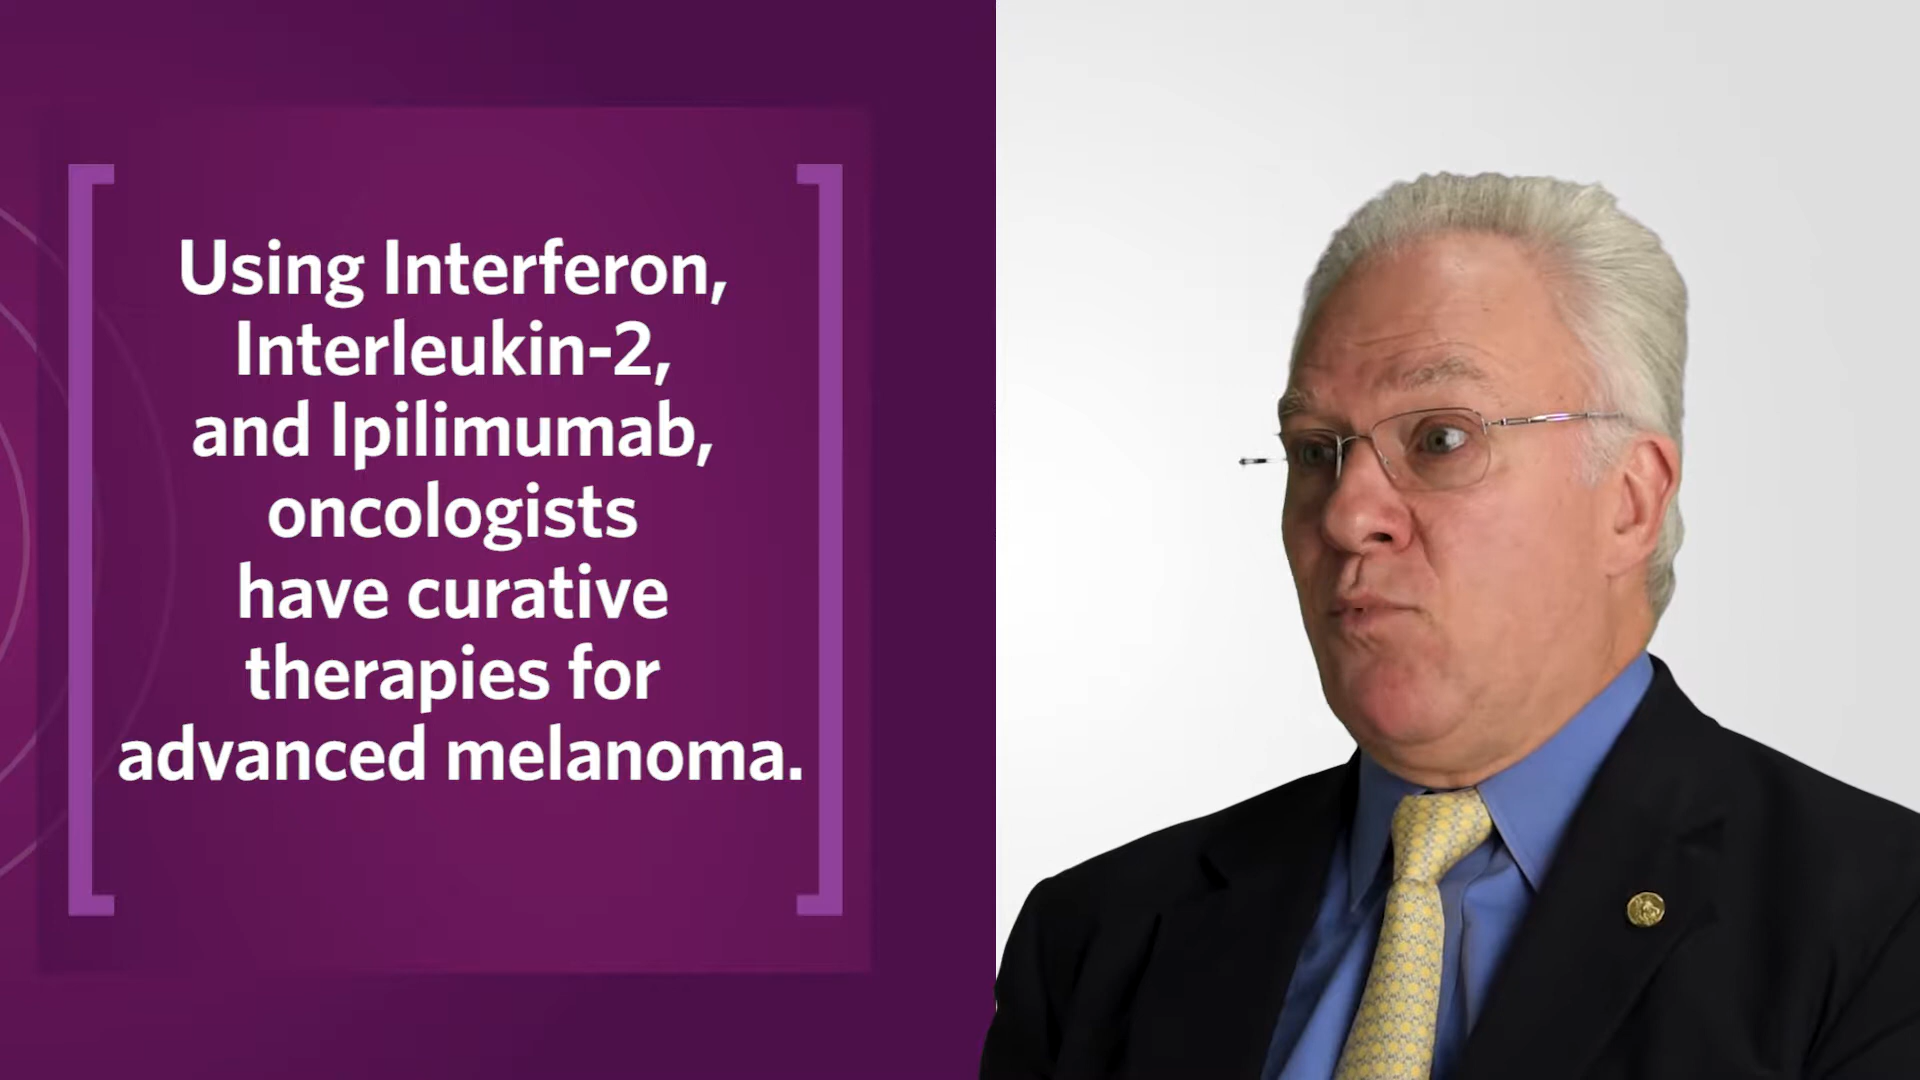 Using Interferon,
Interleukin-2,
and Ipilimumab,
oncologists
have curative
therapies for
advanced melanoma.